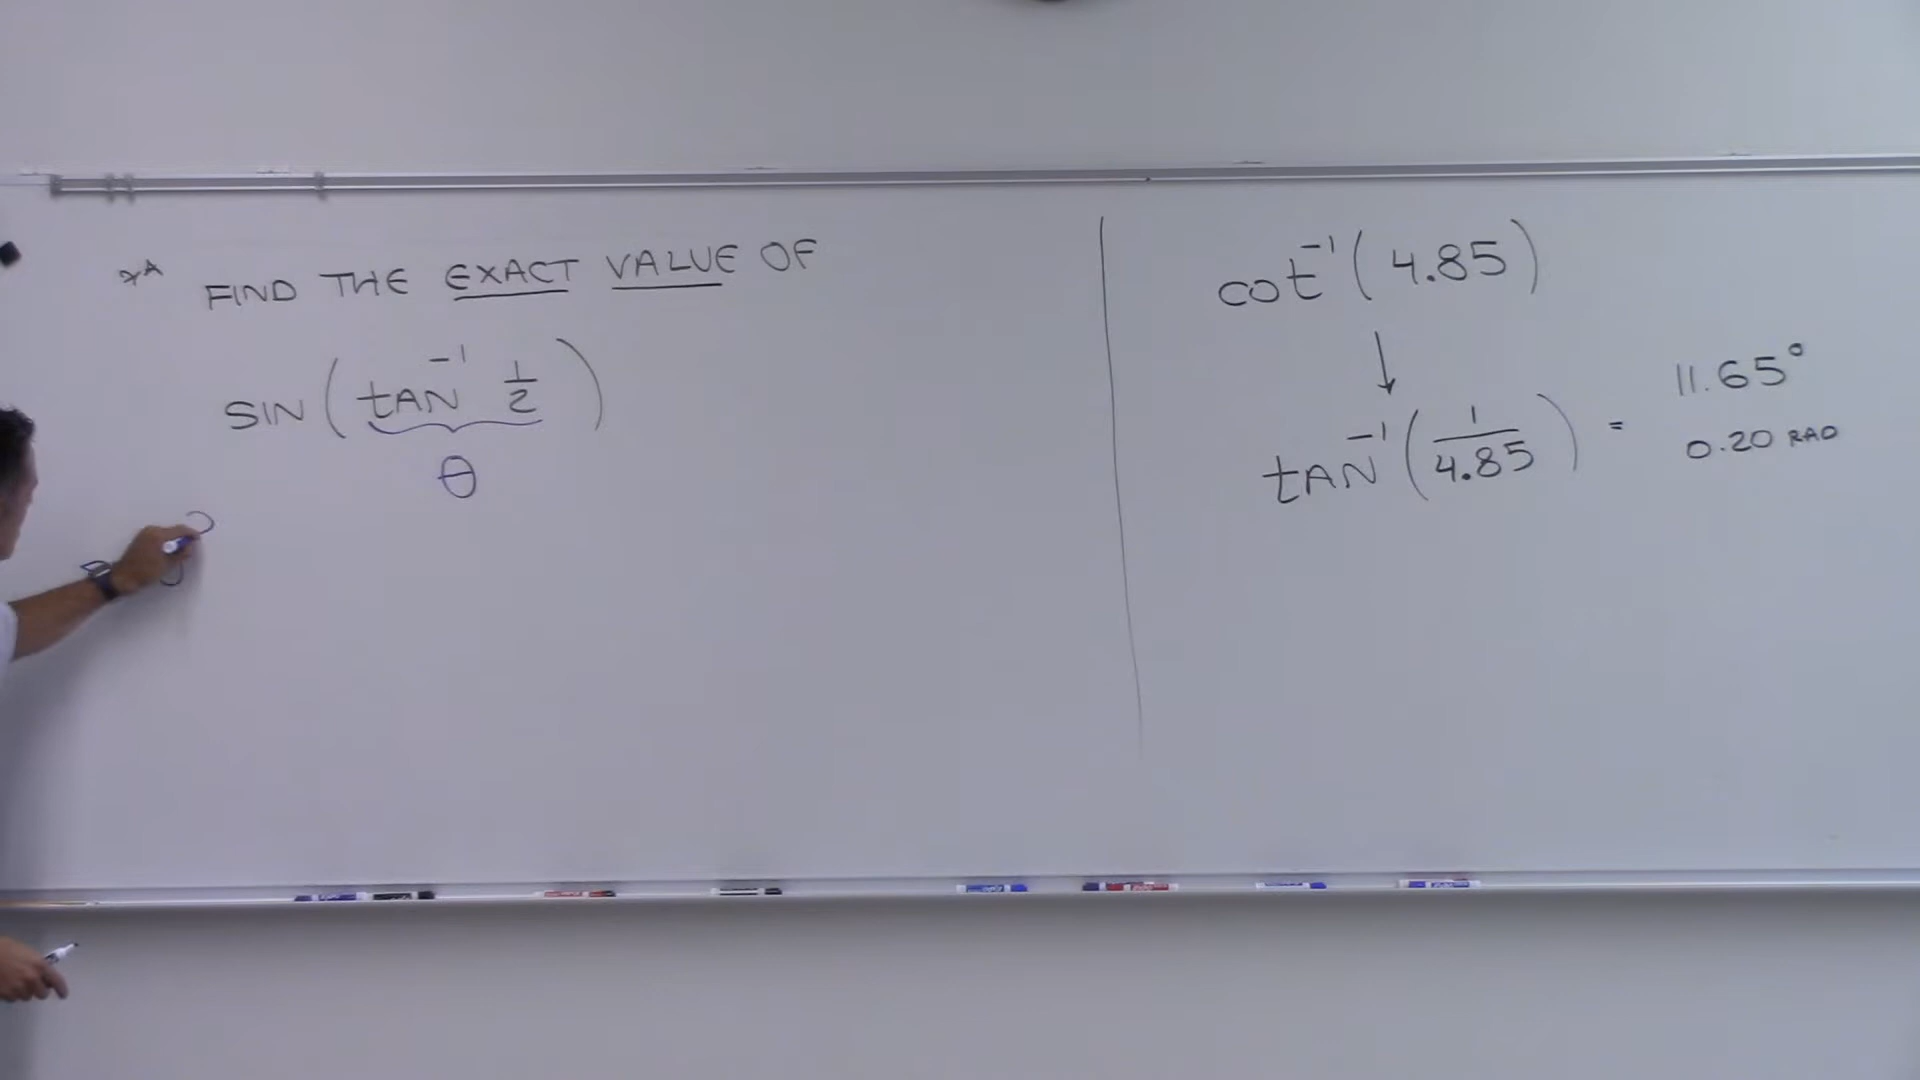 FIND THE EXACT VALUE OF
SIN ( tAN⁻¹ 1/2 )
θ
cot⁻¹ ( 4.85 )
↓
tAN⁻¹ ( 1/4.85 ) = 11.65°
0.20 RAD